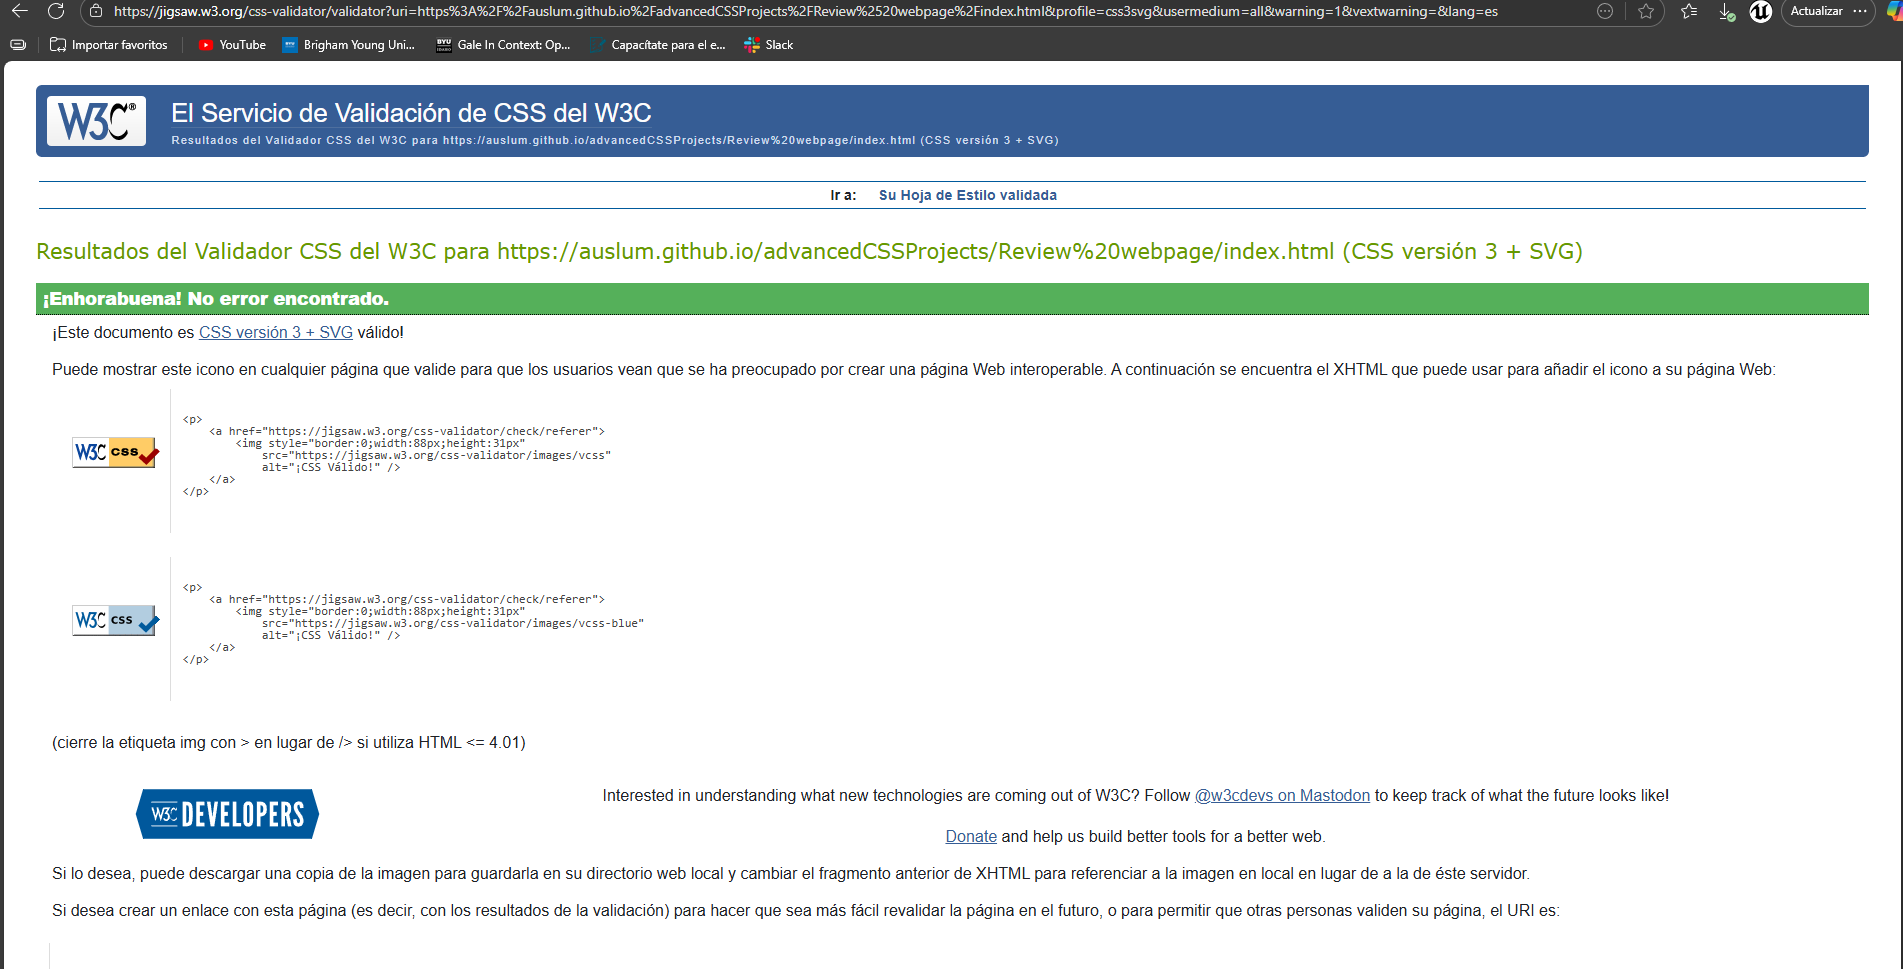 https://jigsaw.w3.org/css-validator/validator?uri=https%3A%2F%2Fauslum.github.io%2FadvancedCSSProjects%2FReview%2520webpage%2Findex.html&profile=css3svg&usermedium=all&warning=1&vextwarning=&lang=es
Actualizar
Importar favoritos YouTube Brigham Young Uni... Gale In Context: Op... Capacítate para el e... Slack
W3C® El Servicio de Validación de CSS del W3C
Resultados del Validador CSS del W3C para https://auslum.github.io/advancedCSSProjects/Review%20webpage/index.html (CSS versión 3 + SVG)
Ir a: Su Hoja de Estilo validada
Resultados del Validador CSS del W3C para https://auslum.github.io/advancedCSSProjects/Review%20webpage/index.html (CSS versión 3 + SVG)
¡Enhorabuena! No error encontrado.
¡Este documento es CSS versión 3 + SVG válido!
Puede mostrar este icono en cualquier página que valide para que los usuarios vean que se ha preocupado por crear una página Web interoperable. A continuación se encuentra el XHTML que puede usar para añadir el icono a su página Web:
W3C css
<p>
<a href="https://jigsaw.w3.org/css-validator/check/referer">
<img style="border:0;width:88px;height:31px"
src="https://jigsaw.w3.org/css-validator/images/vcss"
alt="¡CSS Válido!" />
</a>
</p>
W3C css
<p>
<a href="https://jigsaw.w3.org/css-validator/check/referer">
<img style="border:0;width:88px;height:31px"
src="https://jigsaw.w3.org/css-validator/images/vcss-blue"
alt="¡CSS Válido!" />
</a>
</p>
(cierre la etiqueta img con > en lugar de /> si utiliza HTML <= 4.01)
W3C DEVELOPERS
Interested in understanding what new technologies are coming out of W3C? Follow @w3cdevs on Mastodon to keep track of what the future looks like!
Donate and help us build better tools for a better web.
Si lo desea, puede descargar una copia de la imagen para guardarla en su directorio web local y cambiar el fragmento anterior de XHTML para referenciar a la imagen en local en lugar de a la de éste servidor.
Si desea crear un enlace con esta página (es decir, con los resultados de la validación) para hacer que sea más fácil revalidar la página en el futuro, o para permitir que otras personas validen su página, el URI es: